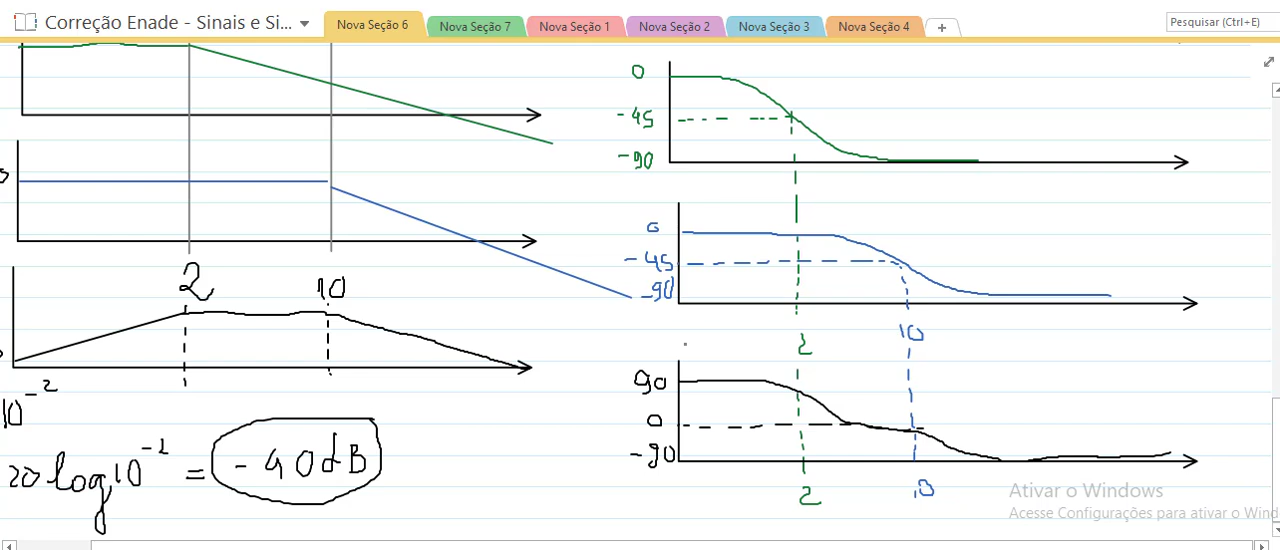 Correção Enade - Sinais e Si...
Nova Seção 6
Nova Seção 7
Nova Seção 1
Nova Seção 2
Nova Seção 3
Nova Seção 4
+
Pesquisar (Ctrl+E)
2
10
10⁻²
20 log 10⁻² = -40dB
0
-45
-90
0
-45
-90
2
10
90
0
-90
2
10
Ativar o Windows
Acesse Configurações para ativar o Wind